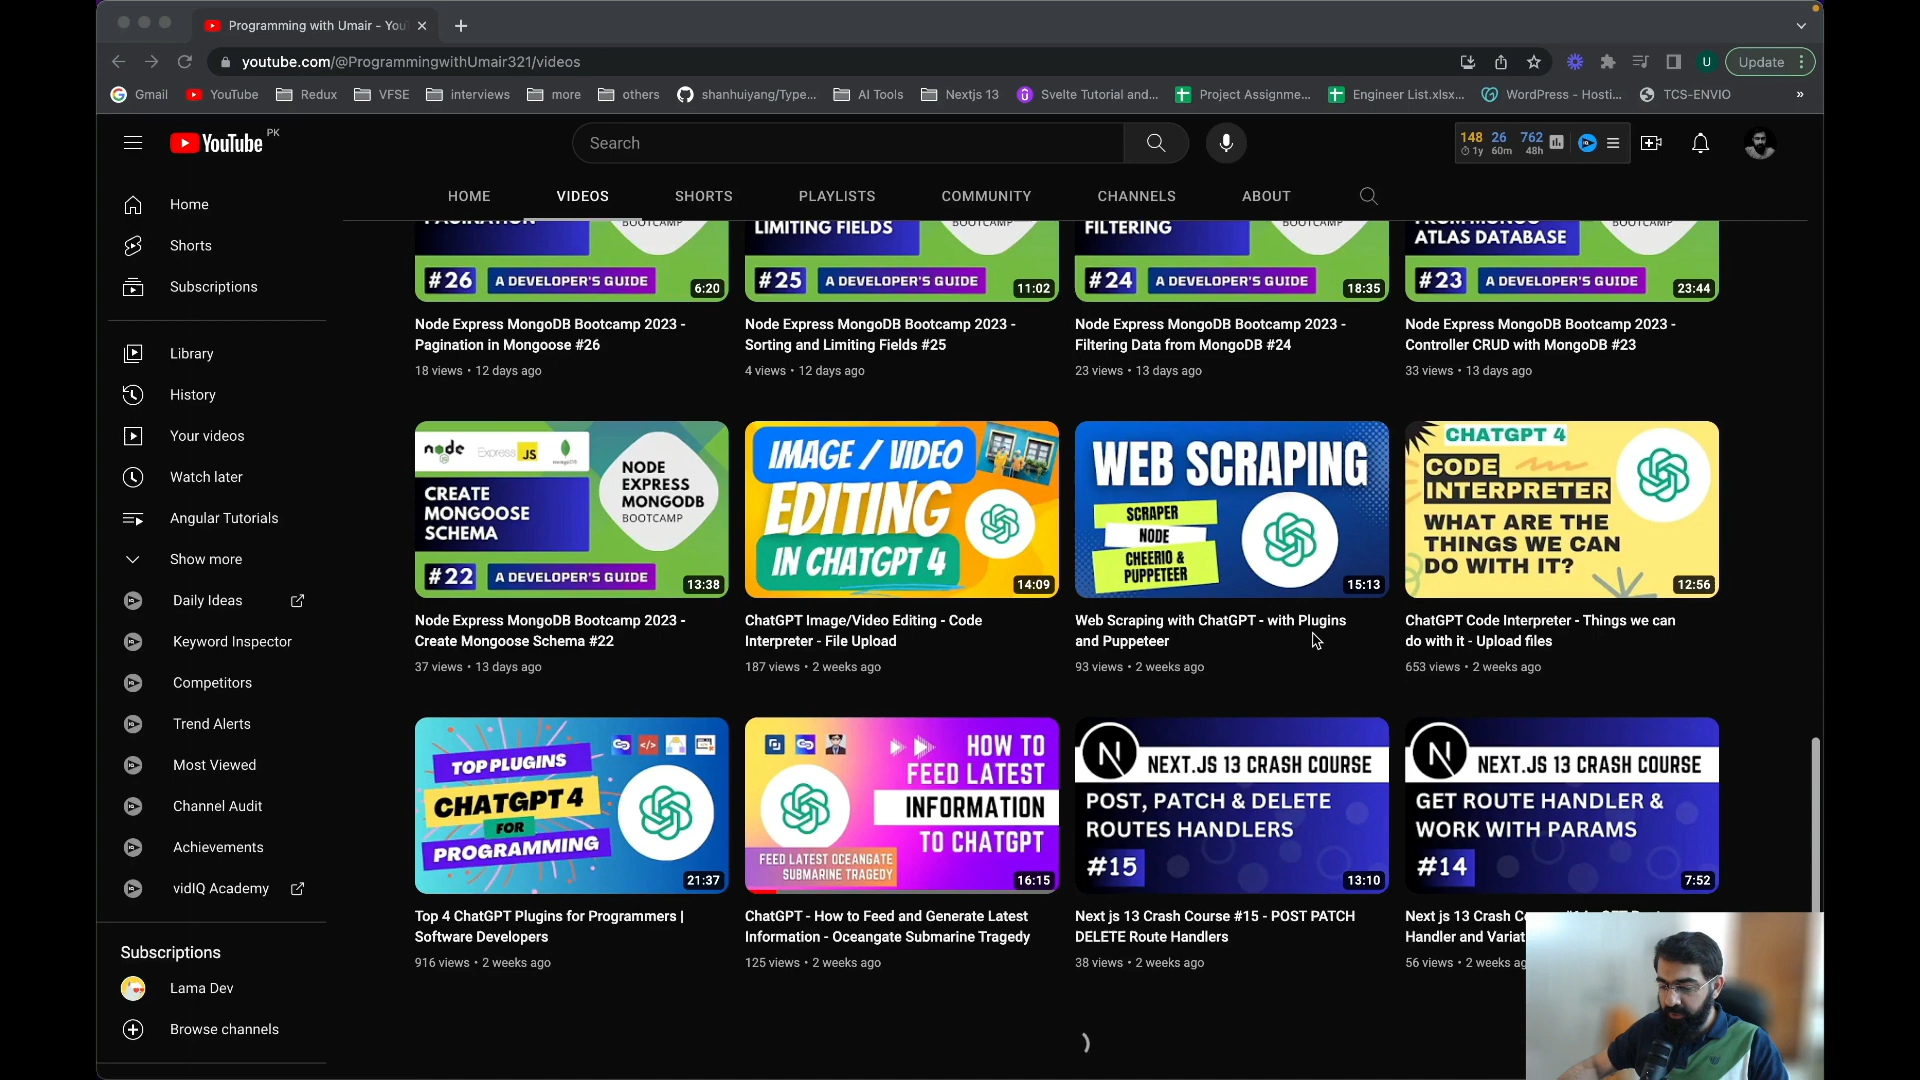 Programming with Umair - You
youtube.com/@ProgrammingwithUmair321/videos
Update
Gmail
YouTube
Redux
VFSE
interviews
more
others
shanhuiyang/Type...
AI Tools
Nextjs 13
Svelte Tutorial and...
Project Assignme...
Engineer List.xlsx...
WordPress - Hosti...
TCS-ENVIO
»
YouTube PK
Search
148 26 762
1y 60m 48h
HOME VIDEOS SHORTS PLAYLISTS COMMUNITY CHANNELS ABOUT
Home
Shorts
Subscriptions
Library
History
Your videos
Watch later
Angular Tutorials
Show more
Daily Ideas
Keyword Inspector
Competitors
Trend Alerts
Most Viewed
Channel Audit
Achievements
vidIQ Academy
Subscriptions
Lama Dev
Browse channels
PAGINATION
BOOTCAMP
#26 A DEVELOPER'S GUIDE
6:20
Node Express MongoDB Bootcamp 2023 -
Pagination in Mongoose #26
18 views • 12 days ago
LIMITING FIELDS
BOOTCAMP
#25 A DEVELOPER'S GUIDE
11:02
Node Express MongoDB Bootcamp 2023 -
Sorting and Limiting Fields #25
4 views • 12 days ago
FILTERING
BOOTCAMP
#24 A DEVELOPER'S GUIDE
18:35
Node Express MongoDB Bootcamp 2023 -
Filtering Data from MongoDB #24
23 views • 13 days ago
FROM MONGO
ATLAS DATABASE
BOOTCAMP
#23 A DEVELOPER'S GUIDE
23:44
Node Express MongoDB Bootcamp 2023 -
Controller CRUD with MongoDB #23
33 views • 13 days ago
node Express JS mongoDB
CREATE
MONGOOSE
SCHEMA
NODE
EXPRESS
MONGODB
BOOTCAMP
#22 A DEVELOPER'S GUIDE
13:38
Node Express MongoDB Bootcamp 2023 -
Create Mongoose Schema #22
37 views • 13 days ago
IMAGE / VIDEO
EDITING
IN CHATGPT 4
14:09
ChatGPT Image/Video Editing - Code
Interpreter - File Upload
187 views • 2 weeks ago
WEB SCRAPING
SCRAPER
NODE
CHEERIO &
PUPPETEER
15:13
Web Scraping with ChatGPT - with Plugins
and Puppeteer
93 views • 2 weeks ago
CHATGPT 4
CODE
INTERPRETER
WHAT ARE THE
THINGS WE CAN
DO WITH IT?
12:56
ChatGPT Code Interpreter - Things we can
do with it - Upload files
653 views • 2 weeks ago
TOP PLUGINS
CHATGPT 4
FOR
PROGRAMMING
21:37
Top 4 ChatGPT Plugins for Programmers |
Software Developers
916 views • 2 weeks ago
HOW TO
FEED LATEST
INFORMATION
TO CHATGPT
FEED LATEST OCEANGATE
SUBMARINE TRAGEDY
16:15
ChatGPT - How to Feed and Generate Latest
Information - Oceangate Submarine Tragedy
125 views • 2 weeks ago
N NEXT.JS 13 CRASH COURSE
POST, PATCH & DELETE
ROUTES HANDLERS
#15
13:10
Next js 13 Crash Course #15 - POST PATCH
DELETE Route Handlers
38 views • 2 weeks ago
N NEXT.JS 13 CRASH COURSE
GET ROUTE HANDLER &
WORK WITH PARAMS
#14
7:52
Next js 13 Crash
Handler and
56 views • 2 weeks